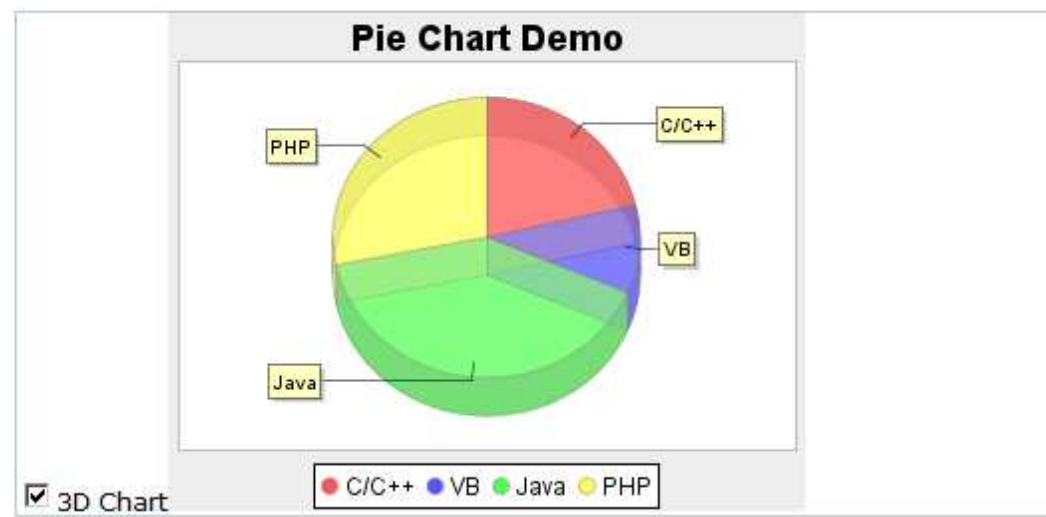 Pie Chart Demo
C/C++
PHP
VB
Java
3D Chart
C/C++ VB Java PHP